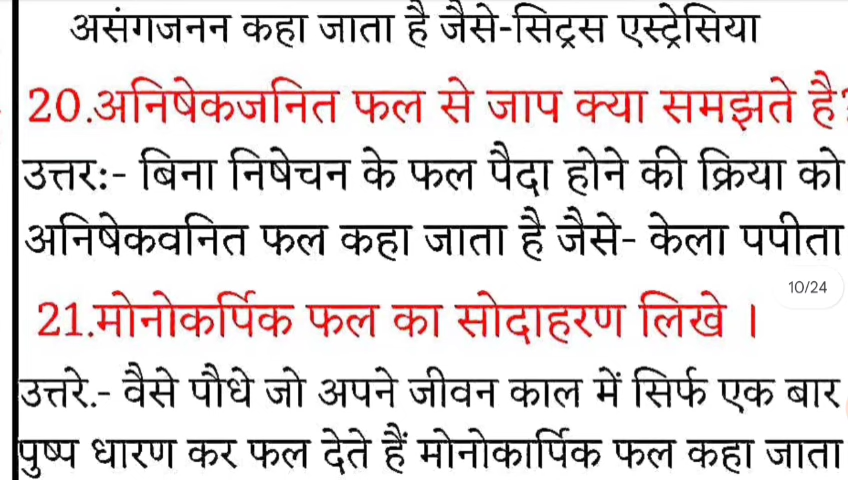 असंगजनन कहा जाता है जैसे-सिट्रस एस्ट्रेसिया
20.अनिषेकजनित फल से जाप क्या समझते है?
उत्तर:- बिना निषेचन के फल पैदा होने की क्रिया को
अनिषेकवनित फल कहा जाता है जैसे- केला पपीता
10/24
21.मोनोकर्पिक फल का सोदाहरण लिखे ।
उत्तरे.- वैसे पौधे जो अपने जीवन काल में सिर्फ एक बार
पुष्प धारण कर फल देते हैं मोनोकार्पिक फल कहा जाता